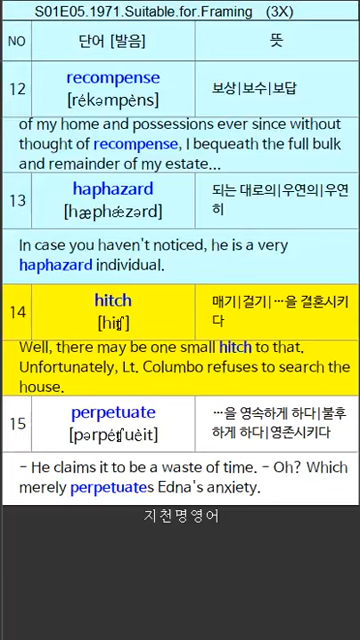 S01E05.1971.Suitable.for.Framing (3X)
NO 단어 [발음] 뜻
12 recompense [rékəmpèns] 보상|보수|보답
of my home and possessions ever since without
thought of recompense, I bequeath the full bulk
and remainder of my estate...
13 haphazard [hæphǽzərd] 되는 대로의|우연의|우연
히
In case you haven't noticed, he is a very
haphazard individual.
14 hitch [hitʃ] 매기|걸기|…을 결혼시키
다
Well, there may be one small hitch to that.
Unfortunately, Lt. Columbo refuses to search the
house.
15 perpetuate [pərpétʃuèit] …을 영속하게 하다|불후
하게 하다|영존시키다
- He claims it to be a waste of time. - Oh? Which
merely perpetuates Edna's anxiety.
지천명영어